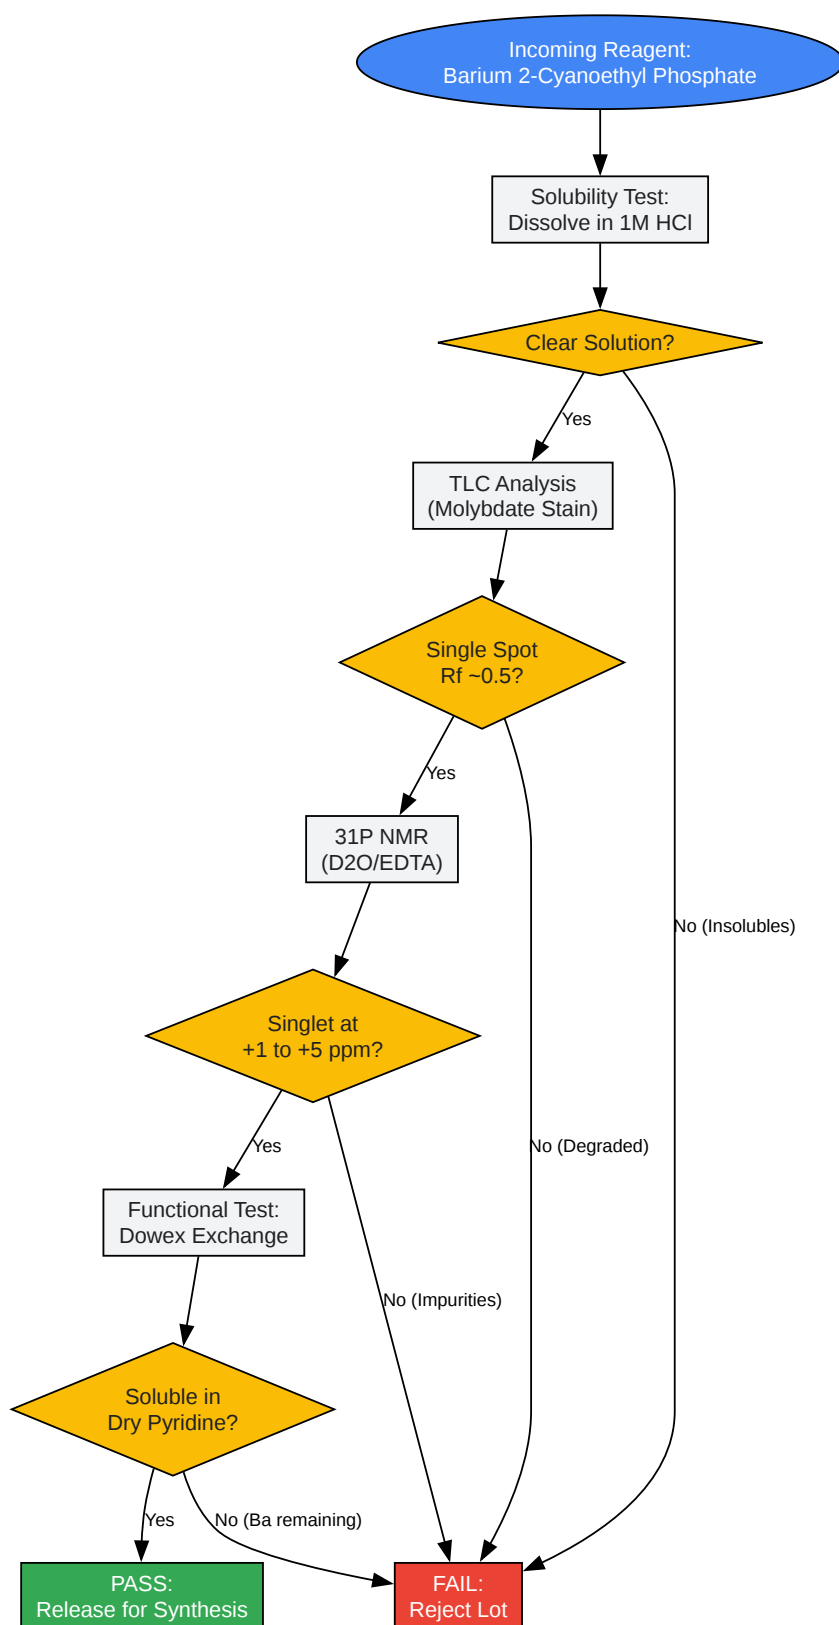 Incoming Reagent:
Barium 2-Cyanoethyl Phosphate
Solubility Test:
Dissolve in 1M HCl
Clear Solution?
Yes
TLC Analysis
(Molybdate Stain)
Single Spot
Rf ~0.5?
Yes
31P NMR
(D2O/EDTA)
No (Insolubles)
Singlet at
+1 to +5 ppm?
Yes
No (Degraded)
Functional Test:
Dowex Exchange
No (Impurities)
Soluble in
Dry Pyridine?
Yes
No (Ba remaining)
PASS:
Release for Synthesis
FAIL:
Reject Lot